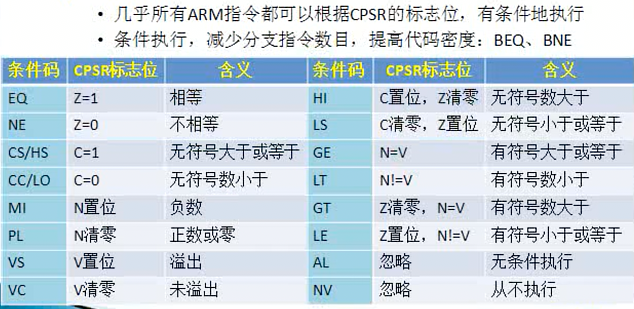 • 几乎所有ARM指令都可以根据CPSR的标志位，有条件地执行
• 条件执行，减少分支指令数目，提高代码密度：BEQ、BNE
条件码 CPSR标志位 含义 条件码 CPSR标志位 含义
EQ Z=1 相等 HI C置位，Z清零 无符号数大于
NE Z=0 不相等 LS C清零，Z置位 无符号小于或等于
CS/HS C=1 无符号大于或等于 GE N=V 有符号大于或等于
CC/LO C=0 无符号数小于 LT N!=V 有符号数小于
MI N置位 负数 GT Z清零，N=V 有符号数大于
PL N清零 正数或零 LE Z置位，N!=V 有符号小于或等于
VS V置位 溢出 AL 忽略 无条件执行
VC V清零 未溢出 NV 忽略 从不执行